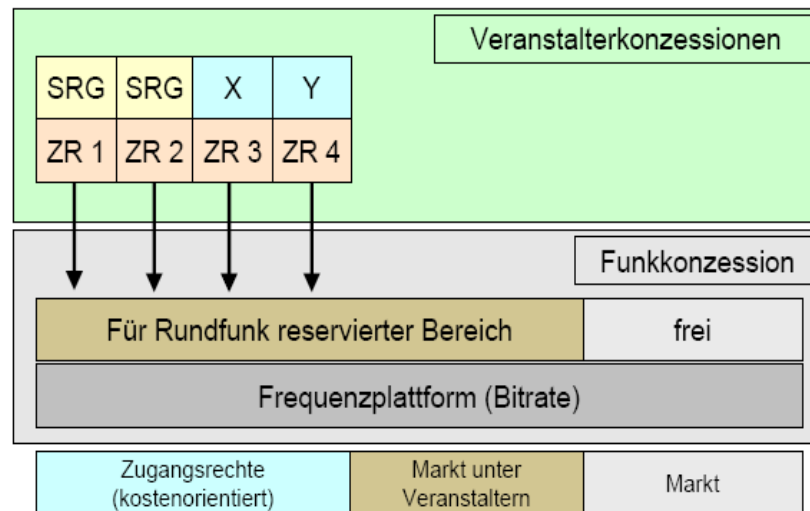 Veranstalterkonzessionen
SRG SRG X Y
ZR 1 ZR 2 ZR 3 ZR 4
Funkkonzession
Für Rundfunk reservierter Bereich frei
Frequenzplattform (Bitrate)
Zugangsrechte
(kostenorientiert)
Markt unter
Veranstaltern
Markt